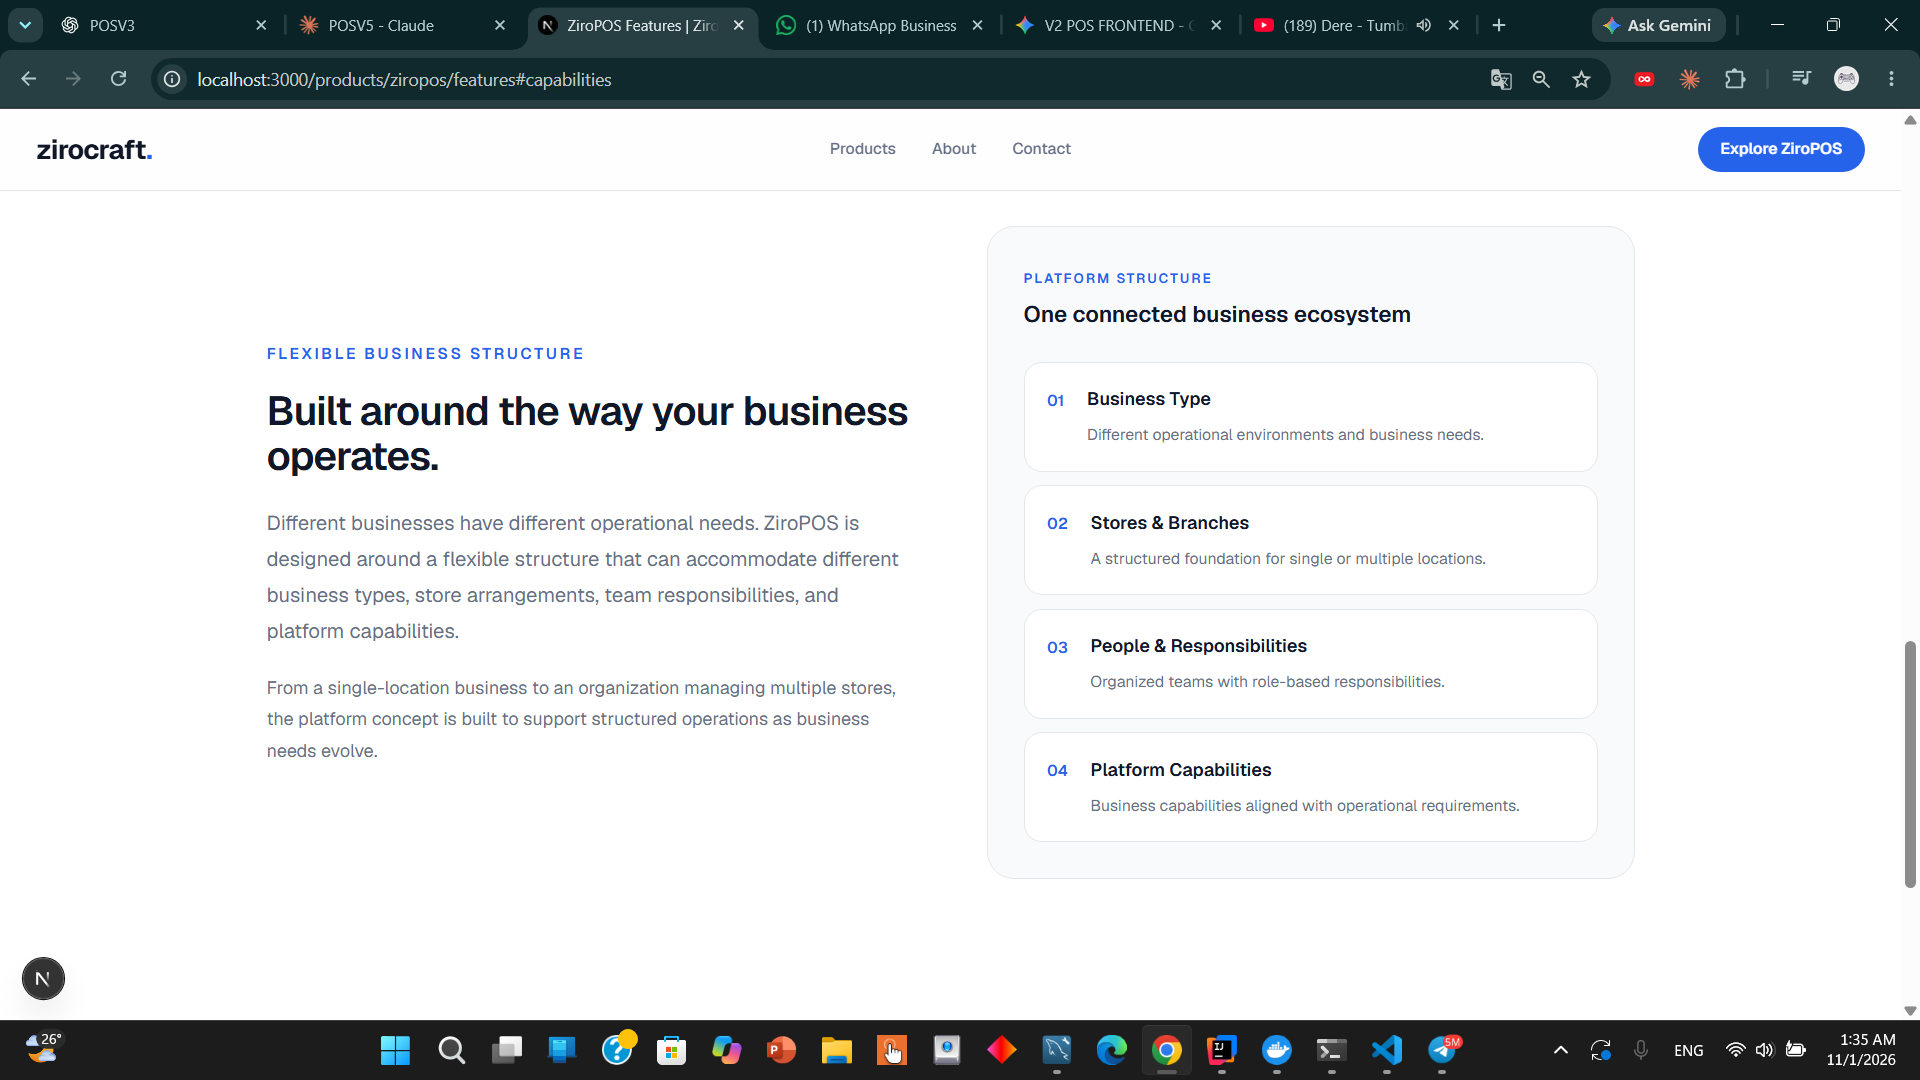 POSV3
POSV5 - Claude
ZiroPOS Features | Ziro
(1) WhatsApp Business
V2 POS FRONTEND -
(189) Dere - Tumb
Ask Gemini
localhost:3000/products/ziropos/features#capabilities
zirocraft.
Products
About
Contact
Explore ZiroPOS
FLEXIBLE BUSINESS STRUCTURE
Built around the way your business
operates.
Different businesses have different operational needs. ZiroPOS is
designed around a flexible structure that can accommodate different
business types, store arrangements, team responsibilities, and
platform capabilities.
From a single-location business to an organization managing multiple stores,
the platform concept is built to support structured operations as business
needs evolve.
PLATFORM STRUCTURE
One connected business ecosystem
01 Business Type
Different operational environments and business needs.
02 Stores & Branches
A structured foundation for single or multiple locations.
03 People & Responsibilities
Organized teams with role-based responsibilities.
04 Platform Capabilities
Business capabilities aligned with operational requirements.
N
26°
5M
ENG
1:35 AM
11/1/2026